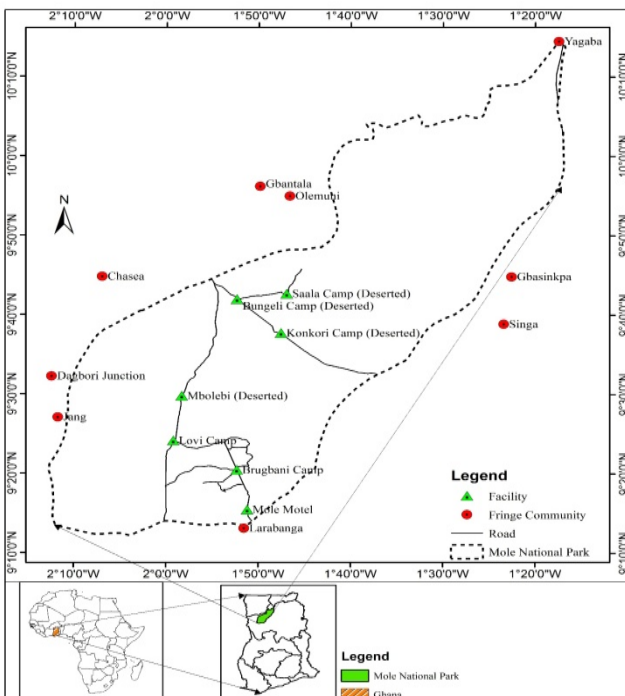 2°10'0"W 2°0'0"W 1°50'0"W 1°40'0"W 1°30'0"W 1°20'0"W
Yagaba
10°10'0"N 10°10'0"N
10°0'0"N 10°0'0"N
Gbantala
Olemuni
N
9°50'0"N 9°50'0"N
Chasea
Gbasinkpa
Saala Camp (Deserted)
Bungeli Camp (Deserted)
9°40'0"N 9°40'0"N
Singa
Konkori Camp (Deserted)
Dagbori Junction
Mbolebi (Deserted)
9°30'0"N 9°30'0"N
Jang
Lovi Camp
Brugbani Camp
9°20'0"N 9°20'0"N
Mole Motel
Larabanga
9°10'0"N 9°10'0"N
Legend
Facility
Fringe Community
Road
Mole National Park
2°10'0"W 2°0'0"W 1°50'0"W 1°40'0"W 1°30'0"W 1°20'0"W
Legend
Mole National Park
Ghana